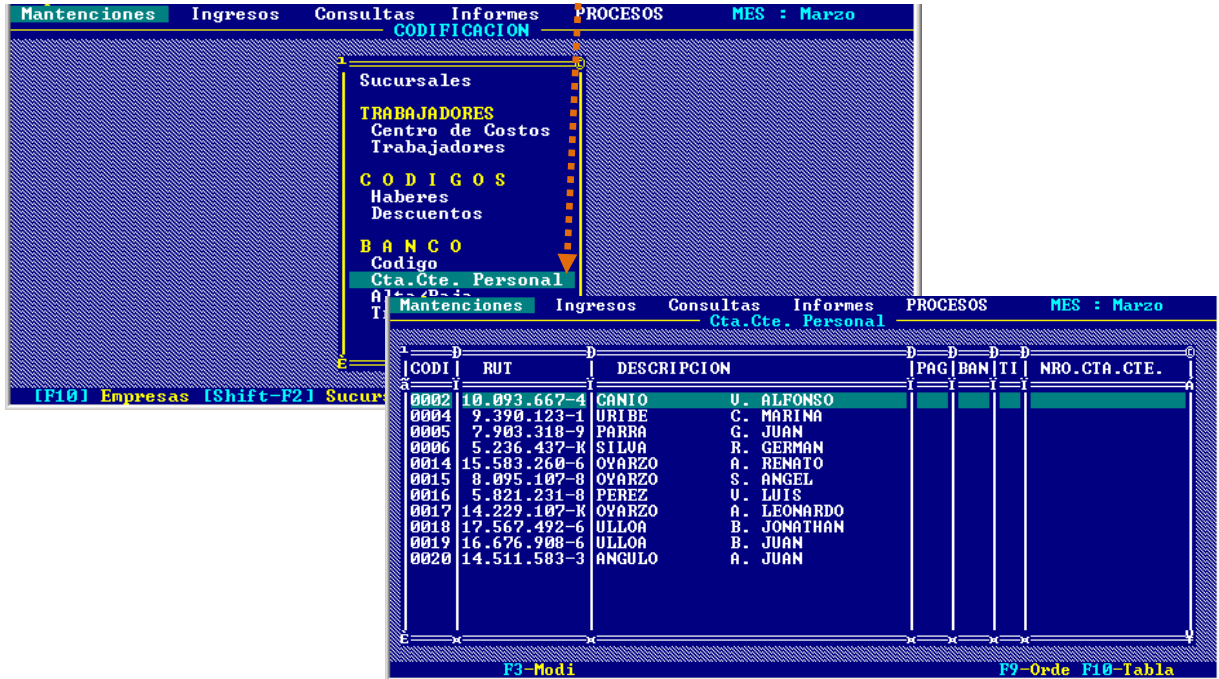 Mantenciones Ingresos Consultas Informes PROCESOS MES : Marzo
CODIFICACION
Sucursales
TRABAJADORES
Centro de Costos
Trabajadores
C O D I G O S
Haberes
Descuentos
B A N C O
Codigo
Cta.Cte. Personal
[F10] Empresas [Shift-F2]
Mantenciones Ingresos Consultas Informes PROCESOS MES : Marzo
Cta.Cte. Personal
CODI RUT DESCRIPCION PAG BAN TI NRO.CTA.CTE.
0002 10.093.667-4 CANIO V. ALFONSO
0004 9.390.123-1 URIBE C. MARINA
0005 7.903.318-9 PARRA G. JUAN
0006 5.236.437-K SILVA R. GERMAN
0014 15.583.260-6 OYARZO A. RENATO
0015 8.095.107-8 OYARZO S. ANGEL
0016 5.821.231-8 PEREZ V. LUIS
0017 14.229.107-K OYARZO A. LEONARDO
0018 17.567.492-6 ULLOA B. JONATHAN
0019 16.676.908-6 ULLOA B. JUAN
0020 14.511.583-3 ANGULO A. JUAN
F3-Modi F9-Orde F10-Tabla